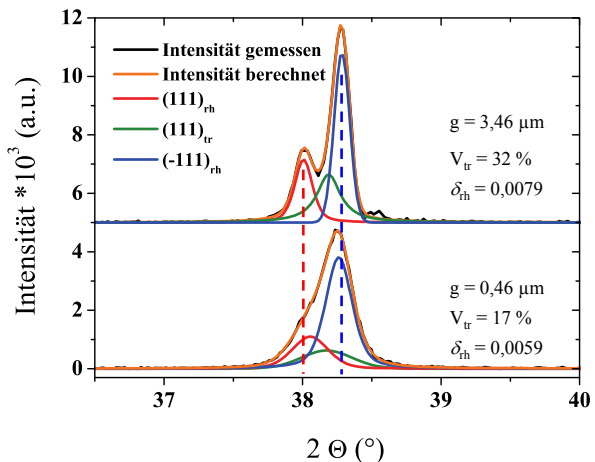 Intensität *10³ (a.u.)
12
10
8
6
4
2
0
Intensität gemessen
Intensität berechnet
(111)rh
(111)tr
(-111)rh
g = 3,46 µm
Vtr = 32 %
δrh = 0,0079
g = 0,46 µm
Vtr = 17 %
δrh = 0,0059
37 38 39 40
2 Θ (°)